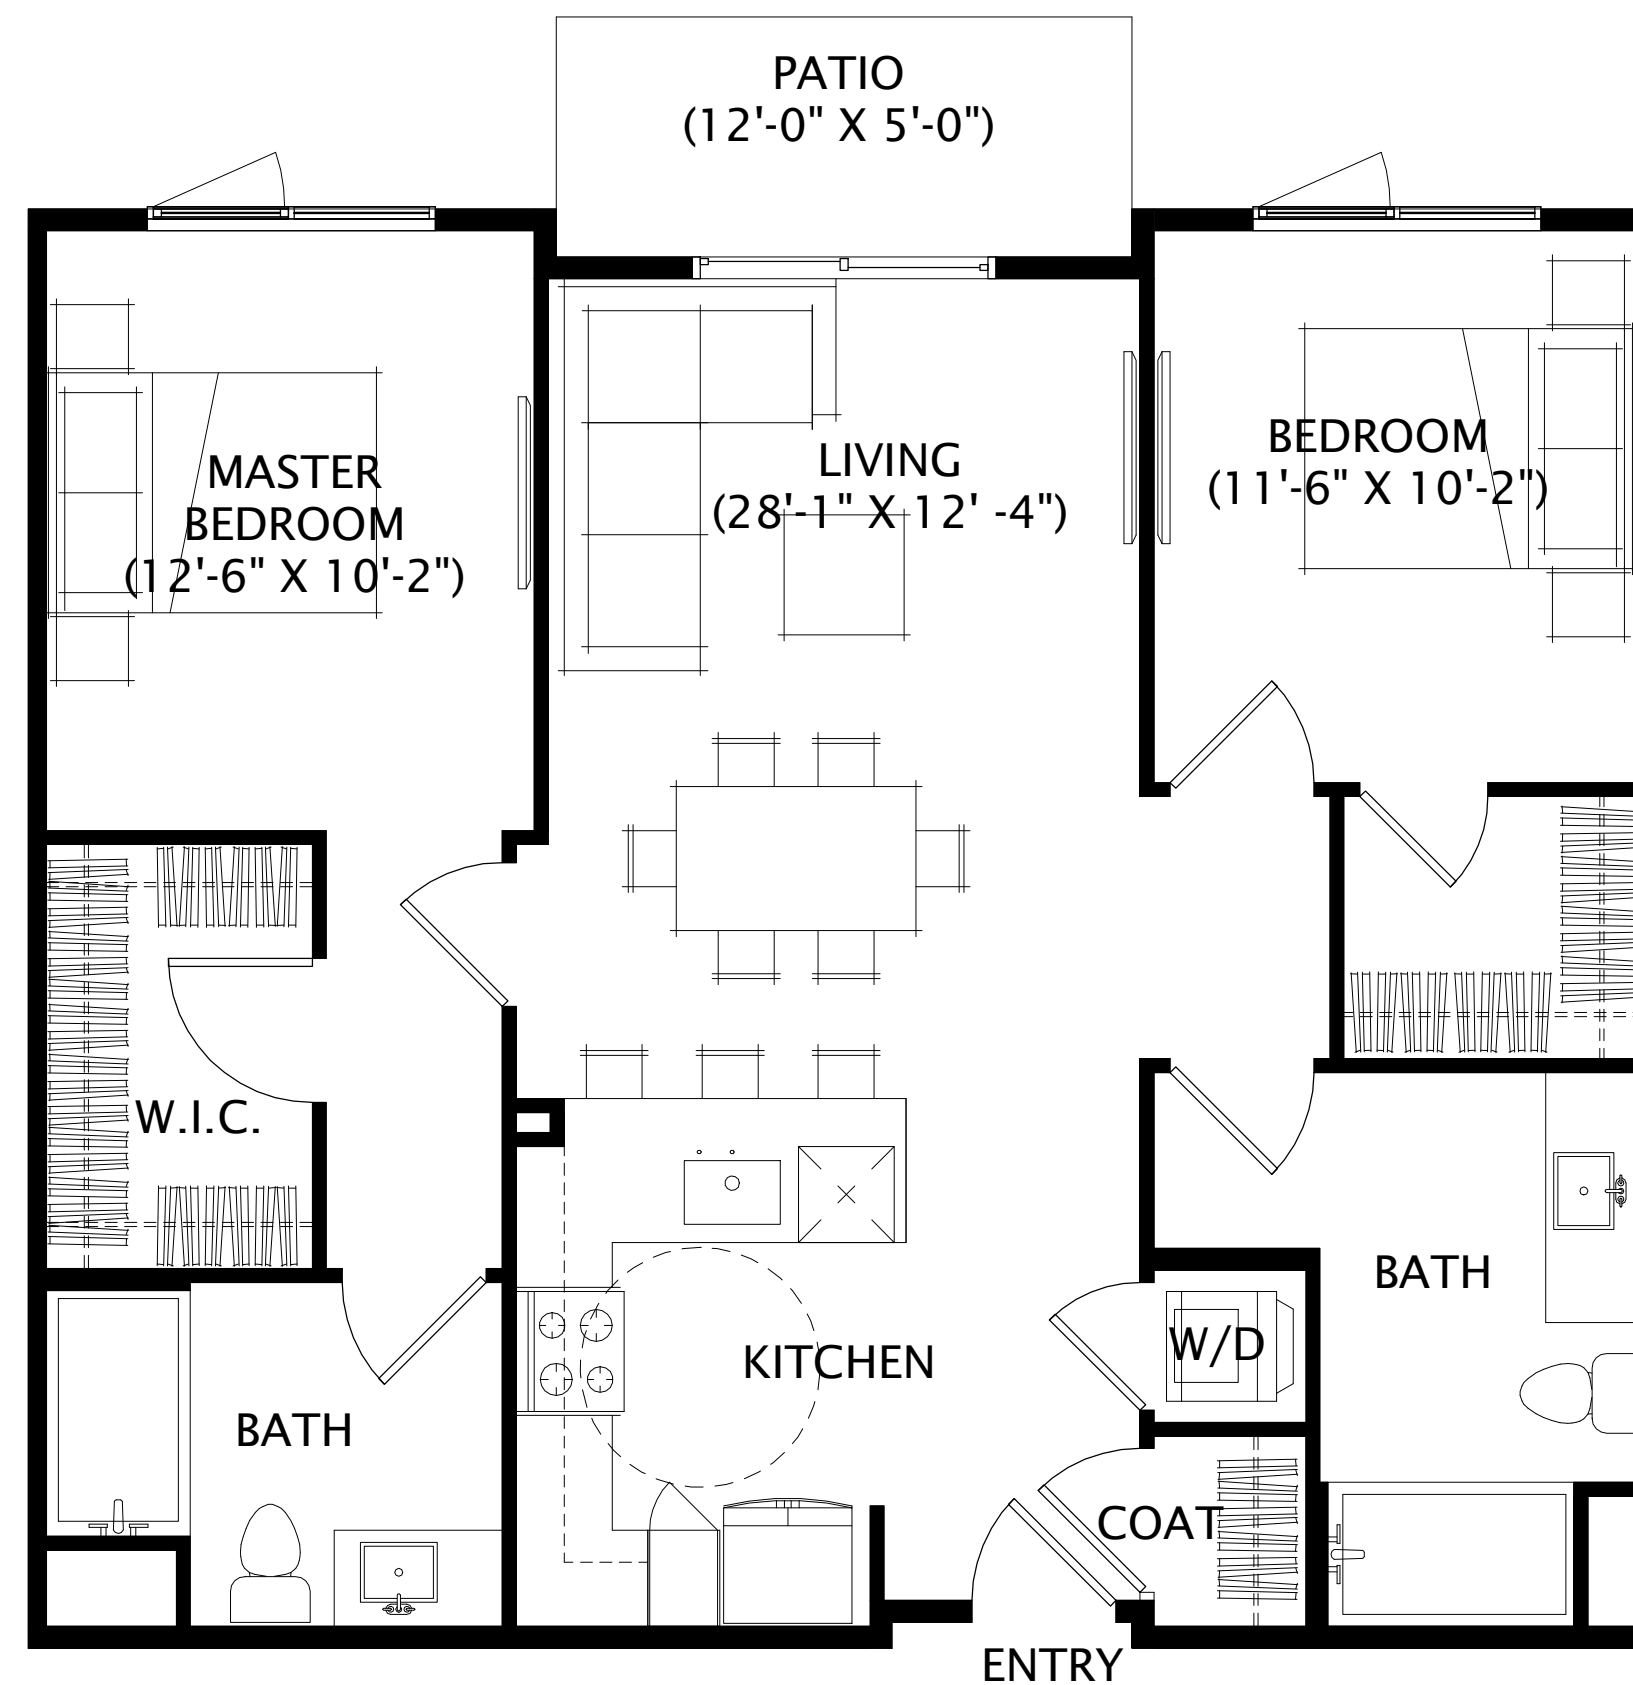 PATIO
(12'-0" X 5'-0")
MASTER
BEDROOM
(12'-6" X 10'-2")
LIVING
(28'-1" X 12' -4")
BEDROOM
(11'-6" X 10'-2")
W.I.C.
BATH
KITCHEN
W/D
BATH
COAT
ENTRY